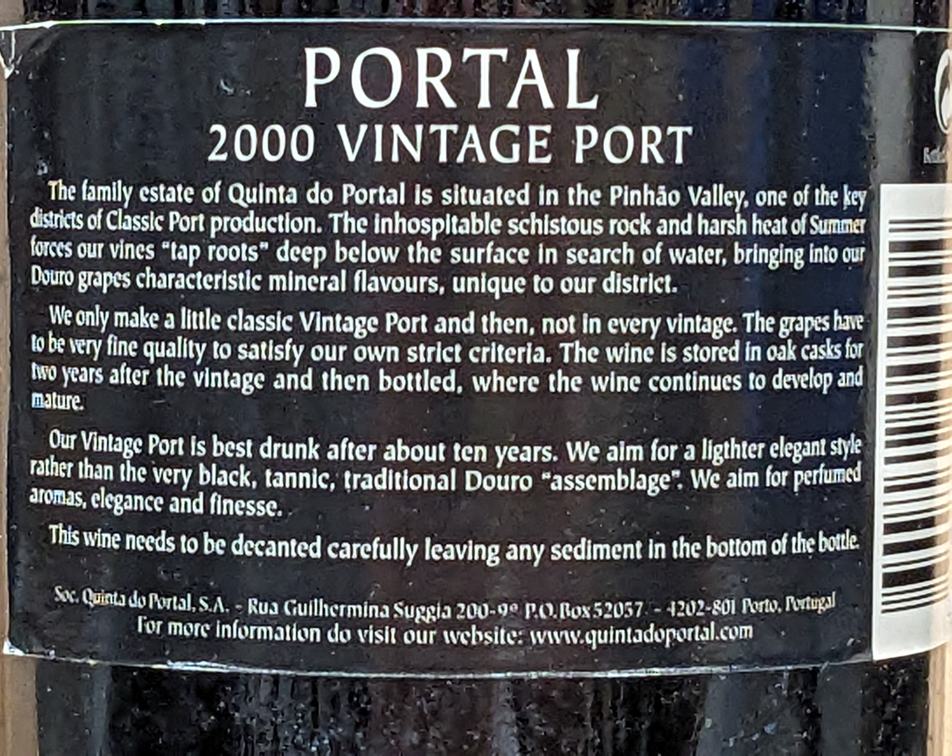 PORTAL
2000 VINTAGE PORT
The family estate of Quinta do Portal is situated in the Pinhão Valley, one of the key
districts of Classic Port production. The inhospitable schistous rock and harsh heat of Summer
forces our vines “tap roots” deep below the surface in search of water, bringing into our
Douro grapes characteristic mineral flavours, unique to our district.
We only make a little classic Vintage Port and then, not in every vintage. The grapes have
to be very fine quality to satisfy our own strict criteria. The wine is stored in oak casks for
two years after the vintage and then bottled, where the wine continues to develop and
mature.
Our Vintage Port is best drunk after about ten years. We aim for a ligthter elegant style
rather than the very black, tannic, traditional Douro “assemblage”. We aim for perfumed
aromas, elegance and finesse.
This wine needs to be decanted carefully leaving any sediment in the bottom of the bottle.
Soc. Quinta do Portal, S.A. - Rua Guilhermina Suggia 200-9º P.O.Box 52057 - 4202-801 Porto, Portugal
For more information do visit our website: www.quintadoportal.com